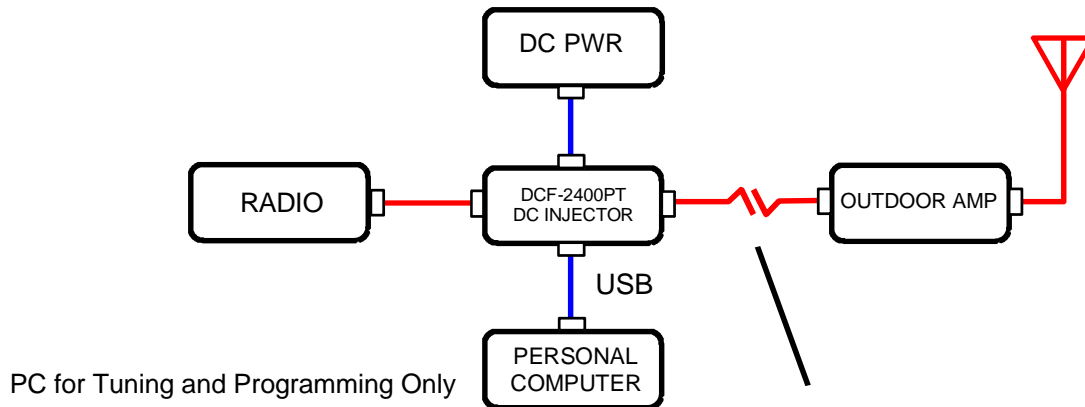 DC PWR
RADIO
DCF-2400PT
DC INJECTOR
OUTDOOR AMP
USB
PERSONAL
COMPUTER
PC for Tuning and Programming Only